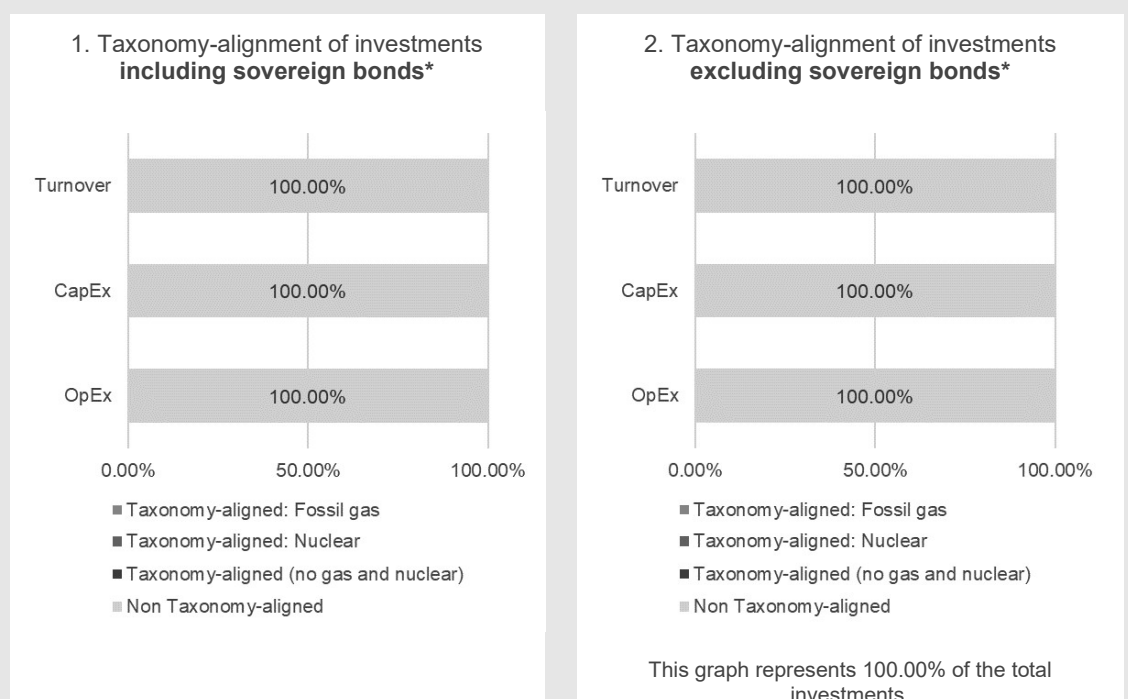 1. Taxonomy-alignment of investments
including sovereign bonds*
Turnover
100.00%
CapEx
100.00%
OpEx
100.00%
0.00%
50.00%
100.00%
Taxonomy-aligned: Fossil gas
Taxonomy-aligned: Nuclear
Taxonomy-aligned (no gas and nuclear)
Non Taxonomy-aligned
2. Taxonomy-alignment of investments
excluding sovereign bonds*
Turnover
100.00%
CapEx
100.00%
OpEx
100.00%
0.00%
50.00%
100.00%
Taxonomy-aligned: Fossil gas
Taxonomy-aligned: Nuclear
Taxonomy-aligned (no gas and nuclear)
Non Taxonomy-aligned
This graph represents 100.00% of the total
investments